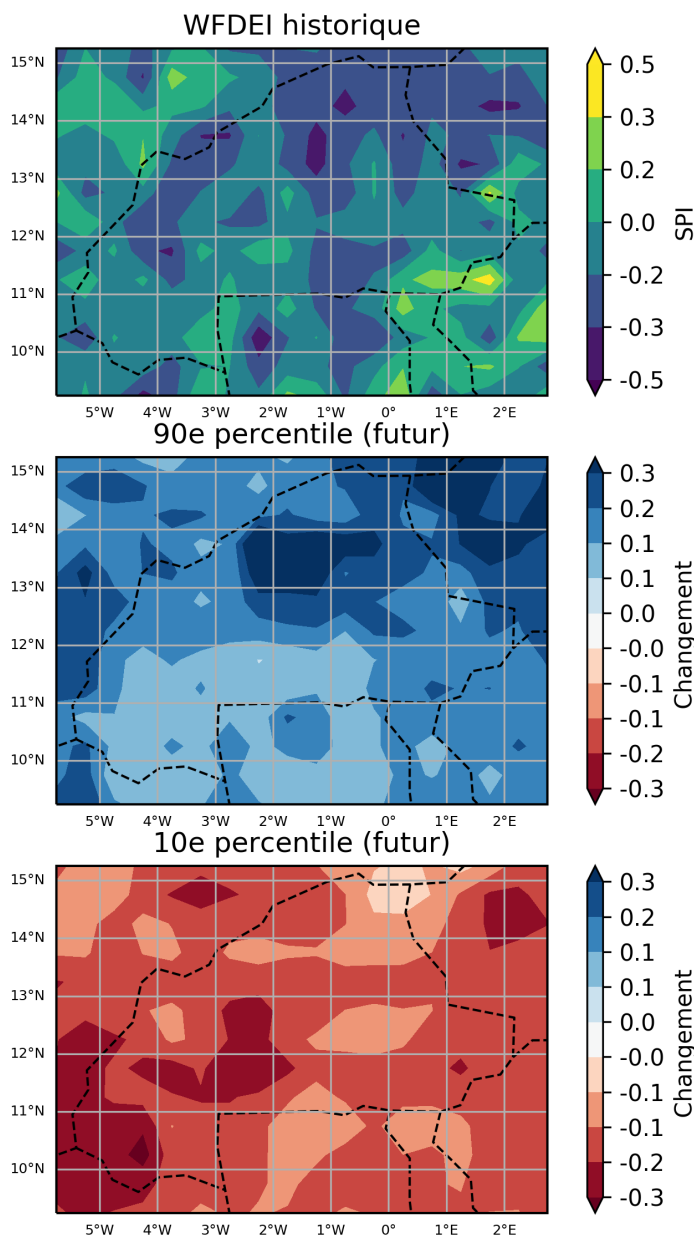 WFDEI historique
15°N
14°N
13°N
12°N
11°N
10°N
5°W 4°W 3°W 2°W 1°W 0° 1°E 2°E
0.5
0.3
0.2
0.0
-0.2
-0.3
-0.5
SPI
90e percentile (futur)
15°N
14°N
13°N
12°N
11°N
10°N
5°W 4°W 3°W 2°W 1°W 0° 1°E 2°E
0.3
0.2
0.1
0.1
0.0
-0.0
-0.1
-0.1
-0.2
-0.3
Changement
10e percentile (futur)
15°N
14°N
13°N
12°N
11°N
10°N
5°W 4°W 3°W 2°W 1°W 0° 1°E 2°E
0.3
0.2
0.1
0.1
0.0
-0.0
-0.1
-0.1
-0.2
-0.3
Changement